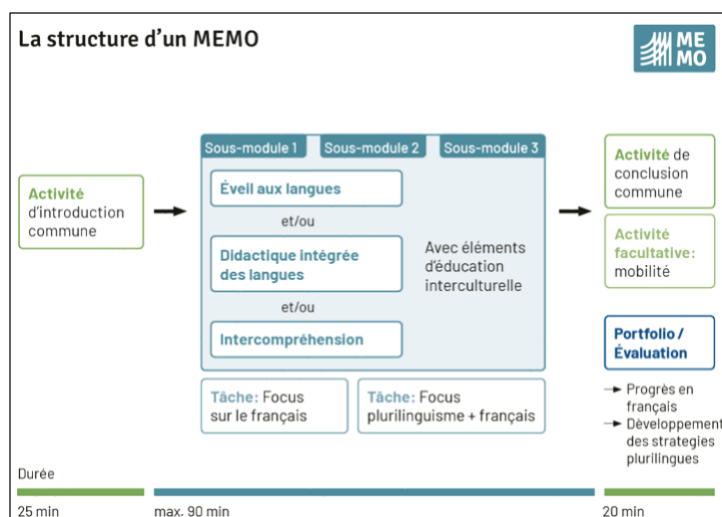 La structure d’un MEMO
ME
MO
Activité
d’introduction
commune
Sous-module 1
Sous-module 2
Sous-module 3
Éveil aux langues
et/ou
Didactique intégrée
des langues
et/ou
Intercompréhension
Avec éléments
d’éducation
interculturelle
Tâche: Focus
sur le français
Tâche: Focus
plurilinguisme + français
Activité de
conclusion
commune
Activité
facultative:
mobilité
Portfolio /
Évaluation
→ Progrès en
français
→ Développement
des strategies
plurilingues
Durée
25 min
max. 90 min
20 min